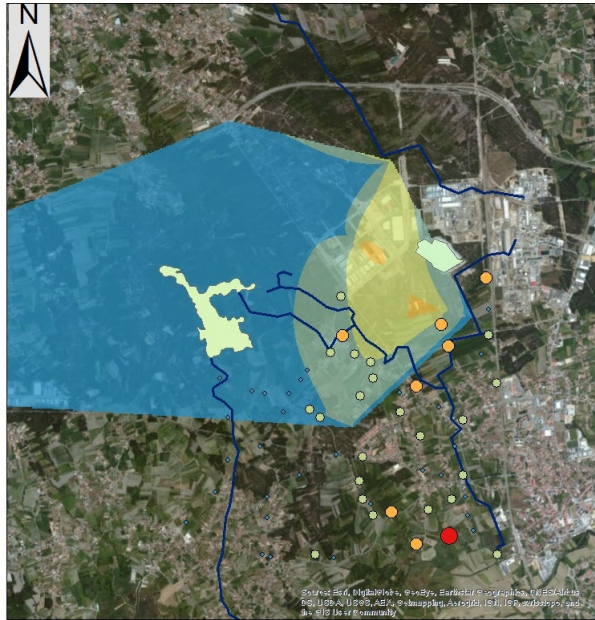 N
Source: Esri, DigitalGlobe, GeoEye, Earthstar Geographics, CNES/Airbus
DS, USDA, USGS, AEX, Getmapping, Aerogrid, IGN, IGP, swisstopo, and
the GIS User Community